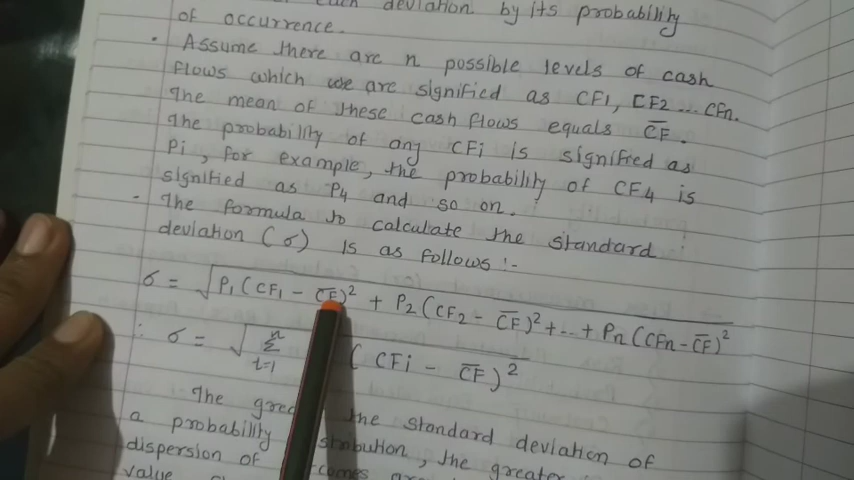 each deviation by its probability
of occurrence.
• Assume there are n possible levels of cash
flows which we are signified as CF1, CF2 ... CFn.
The mean of these cash flows equals C̅F̅.
The probability of any CFi is signified as
Pi, for example, the probability of CF4 is
signified as P4 and so on.
- The formula to calculate the standard
deviation (σ) is as follows :-
σ = √P₁(CF₁ - C̅F̅)² + P₂(CF₂ - C̅F̅)² + ... + Pn(CFn - C̅F̅)²
∴ σ = √ Σ ⁿ i=1 (CFi - C̅F̅)²
The the standard deviation of
a probability , the greater
dispersion of
value